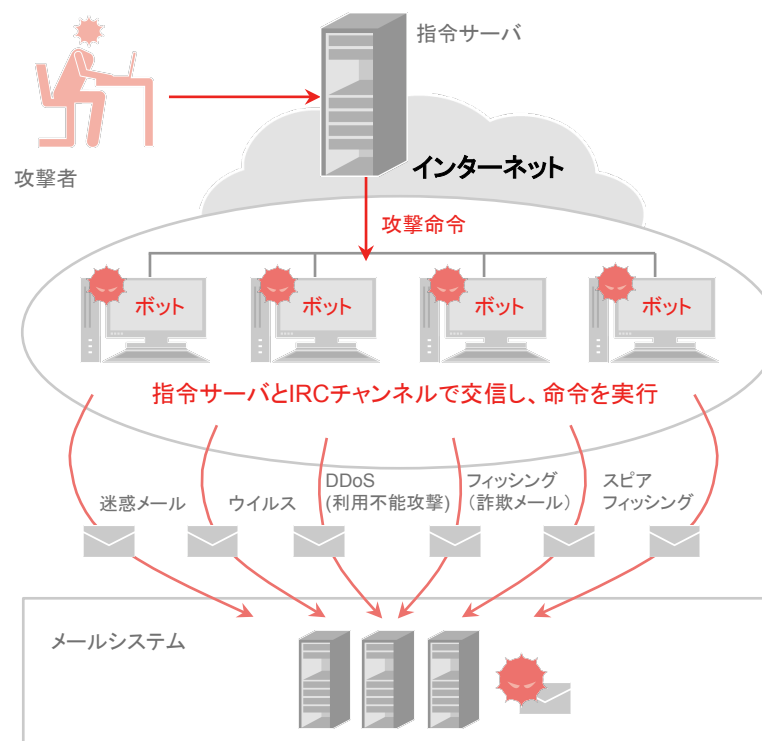 指令サーバ
攻撃者
インターネット
攻撃命令
ボット
ボット
ボット
ボット
指令サーバとIRCチャンネルで交信し、命令を実行
迷惑メール
ウイルス
DDoS
(利用不能攻撃)
フィッシング
（詐欺メール）
スピア
フィッシング
メールシステム